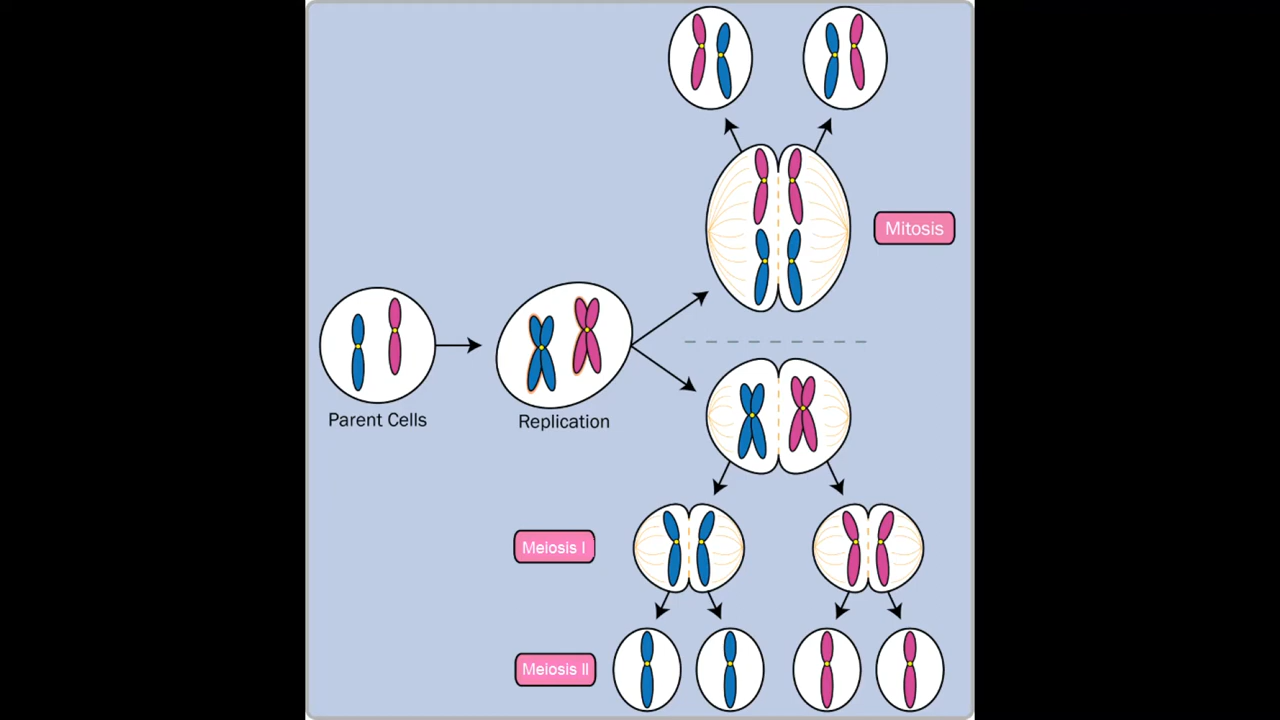 Mitosis
Parent Cells
Replication
Meiosis I
Meiosis II